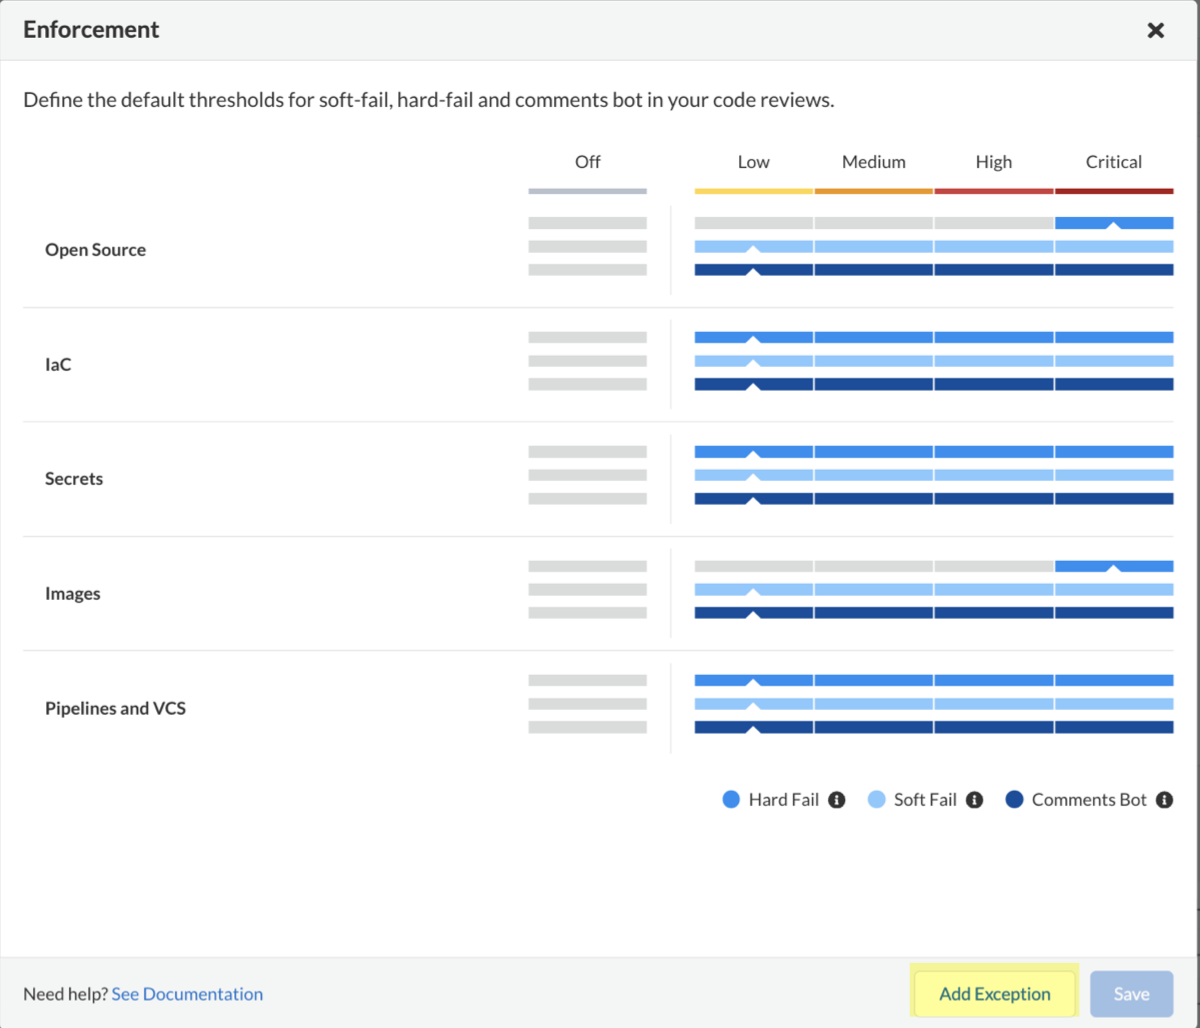 Enforcement
Define the default thresholds for soft-fail, hard-fail and comments bot in your code reviews.
Off Low Medium High Critical
Open Source
IaC
Secrets
Images
Pipelines and VCS
Hard Fail Soft Fail Comments Bot
Need help? See Documentation Add Exception Save